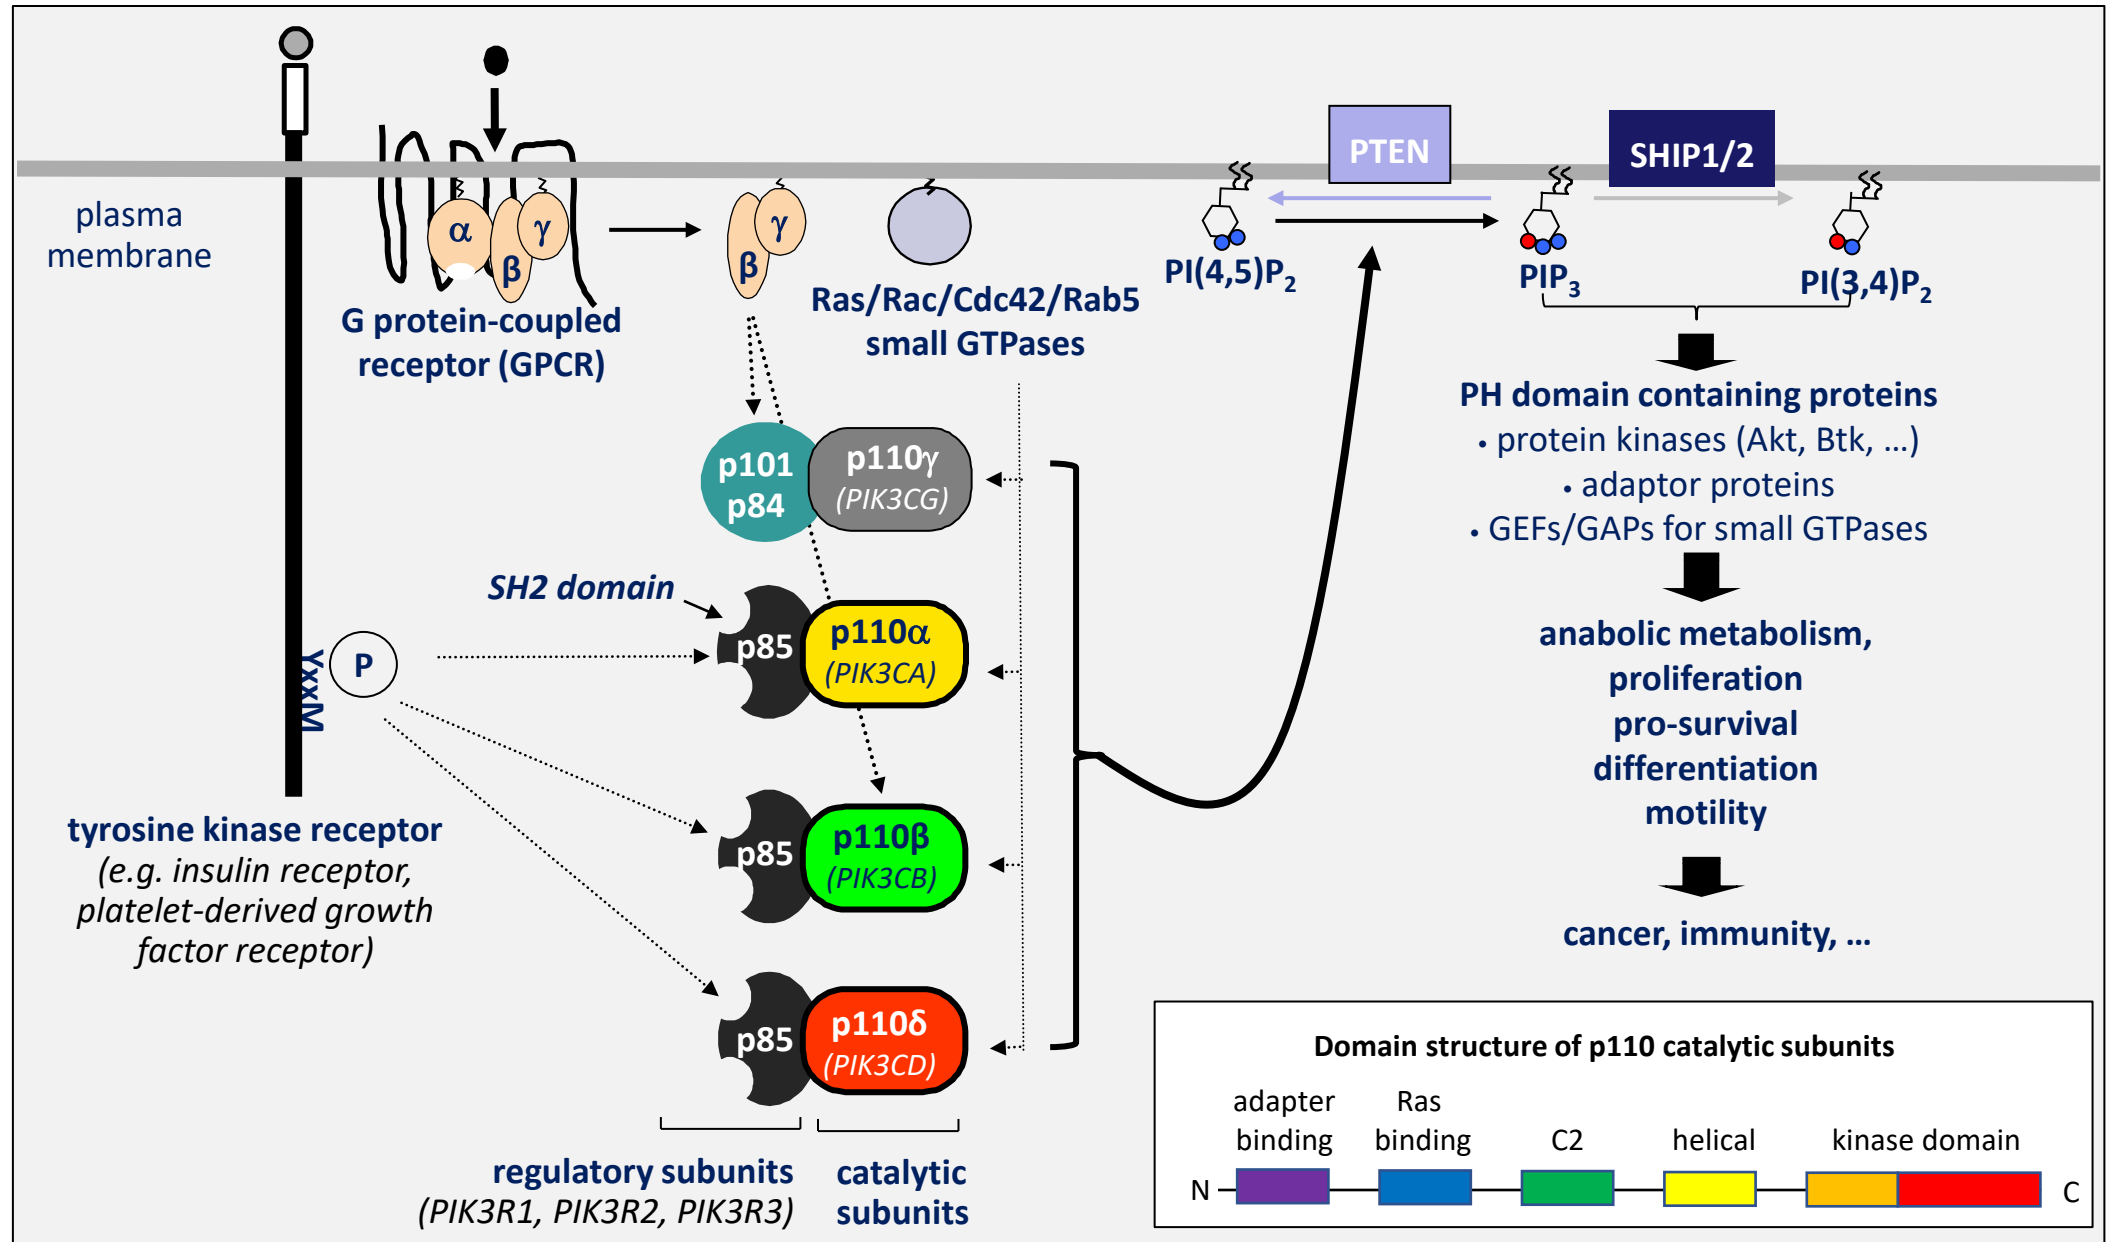 plasma
membrane
α
β
γ
G protein-coupled
receptor (GPCR)
β
γ
Ras/Rac/Cdc42/Rab5
small GTPases
PTEN
SHIP1/2
PI(4,5)P2
PIP3
PI(3,4)P2
p101
p84
p110γ
(PIK3CG)
SH2 domain
p85
p110α
(PIK3CA)
YxxM
P
p85
p110β
(PIK3CB)
p85
p110δ
(PIK3CD)
tyrosine kinase receptor
(e.g. insulin receptor,
platelet-derived growth
factor receptor)
regulatory subunits
(PIK3R1, PIK3R2, PIK3R3)
catalytic
subunits
PH domain containing proteins
• protein kinases (Akt, Btk, …)
• adaptor proteins
• GEFs/GAPs for small GTPases
anabolic metabolism,
proliferation
pro-survival
differentiation
motility
cancer, immunity, …
Domain structure of p110 catalytic subunits
adapter
binding
Ras
binding
C2
helical
kinase domain
N
C